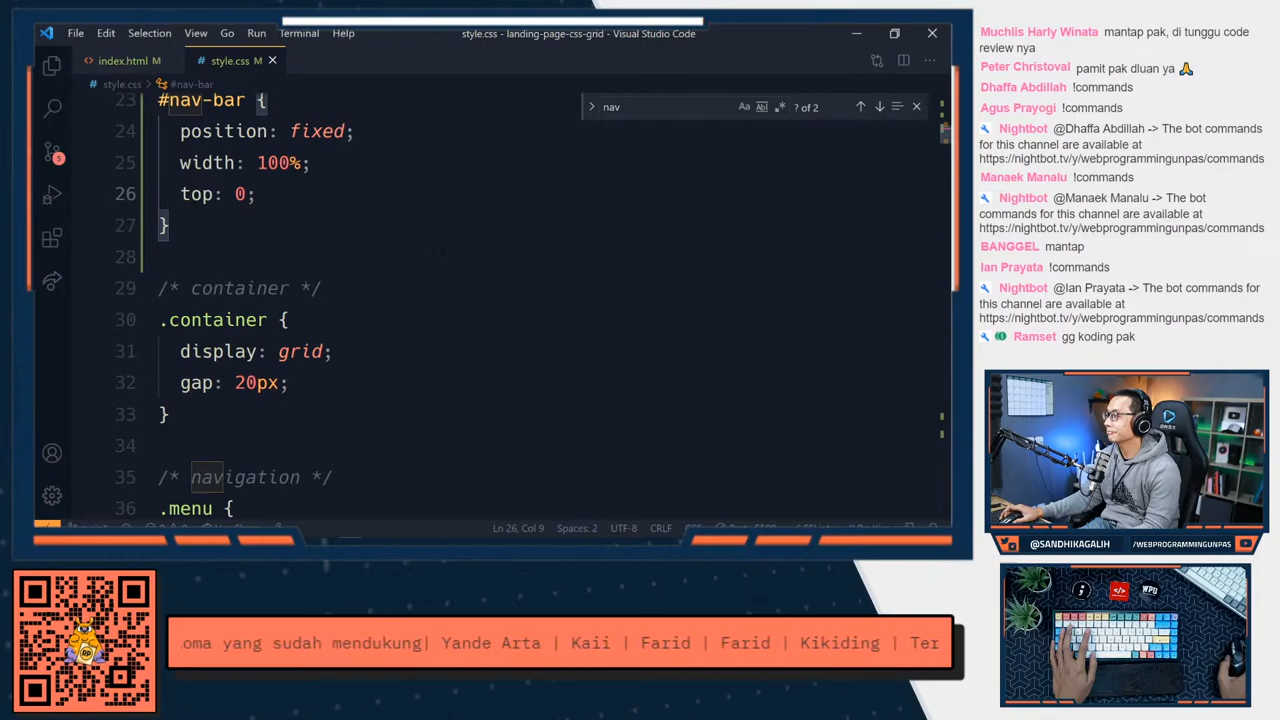 File Edit Selection View Go Run Terminal Help
style.css - landing-page-css-grid - Visual Studio Code
index.html M
style.css M
style.css > #nav-bar
nav
Aa
? of 2
23 #nav-bar {
24 position: fixed;
25 width: 100%;
26 top: 0;
27 }
28
29 /* container */
30 .container {
31 display: grid;
32 gap: 20px;
33 }
34
35 /* navigation */
36 .menu {
5
Ln 26, Col 9 Spaces: 2 UTF-8 CRLF
Muchlis Harly Winata mantap pak, di tunggu code
review nya
Peter Christoval pamit pak dluan ya 🙏
Dhaffa Abdillah !commands
Agus Prayogi !commands
Nightbot @Dhaffa Abdillah -> The bot commands
for this channel are available at
https://nightbot.tv/y/webprogrammingunpas/commands
Manaek Manalu !commands
Nightbot @Manaek Manalu -> The bot
commands for this channel are available at
https://nightbot.tv/y/webprogrammingunpas/commands
BANGGEL mantap
Ian Prayata !commands
Nightbot @Ian Prayata -> The bot commands for
this channel are available at
https://nightbot.tv/y/webprogrammingunpas/commands
Ramset gg koding pak
@SANDHIKAGALIH /WEBPROGRAMMINGUNPAS
WPU
oma yang sudah mendukung| Yande Arta | Kaii | Farid | Farid | Kikiding | Ter